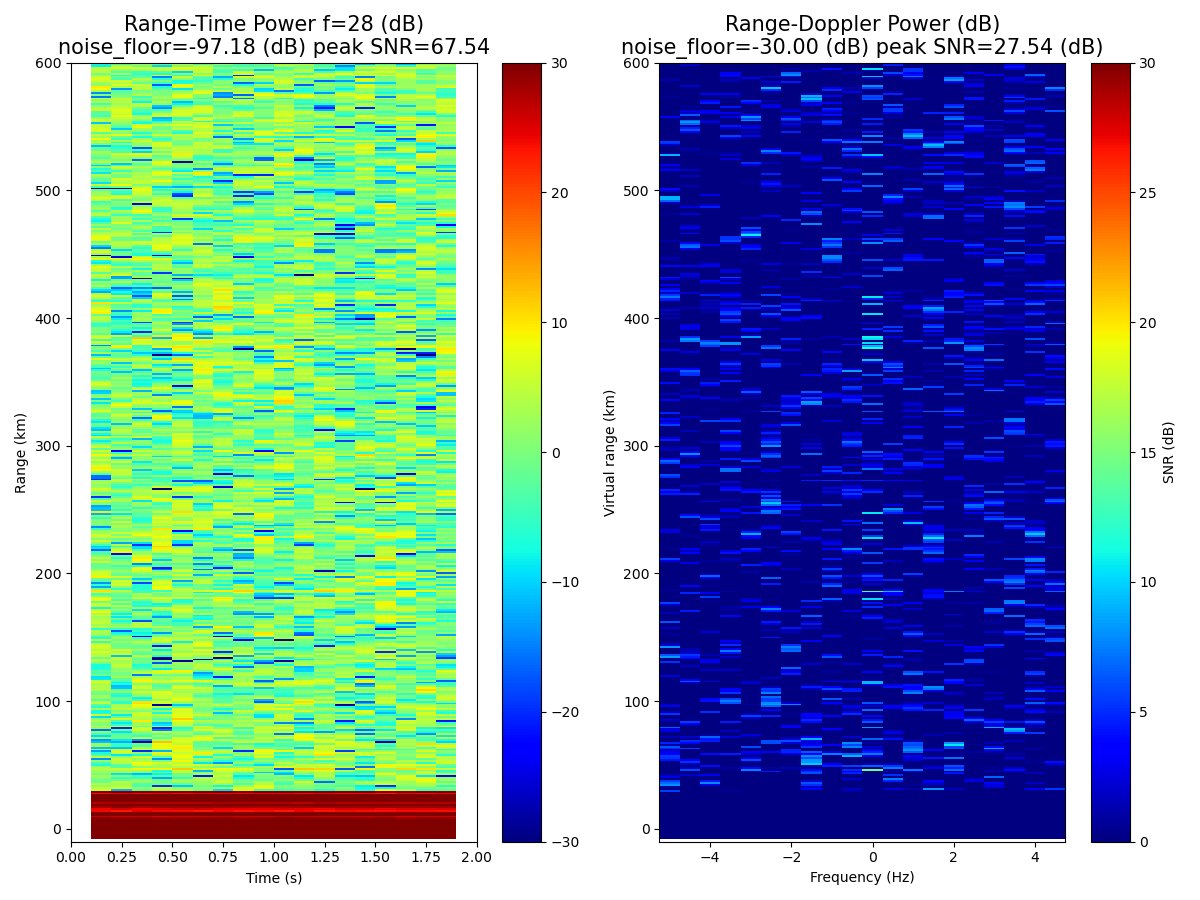 Range-Time Power f=28 (dB)
noise_floor=-97.18 (dB) peak SNR=67.54
Range-Doppler Power (dB)
noise_floor=-30.00 (dB) peak SNR=27.54 (dB)
600
500
400
300
200
100
0
Range (km)
0.00 0.25 0.50 0.75 1.00 1.25 1.50 1.75 2.00
Time (s)
30
20
10
0
−10
−20
−30
600
500
400
300
200
100
0
Virtual range (km)
−4 −2 0 2 4
Frequency (Hz)
30
25
20
15
10
5
0
SNR (dB)